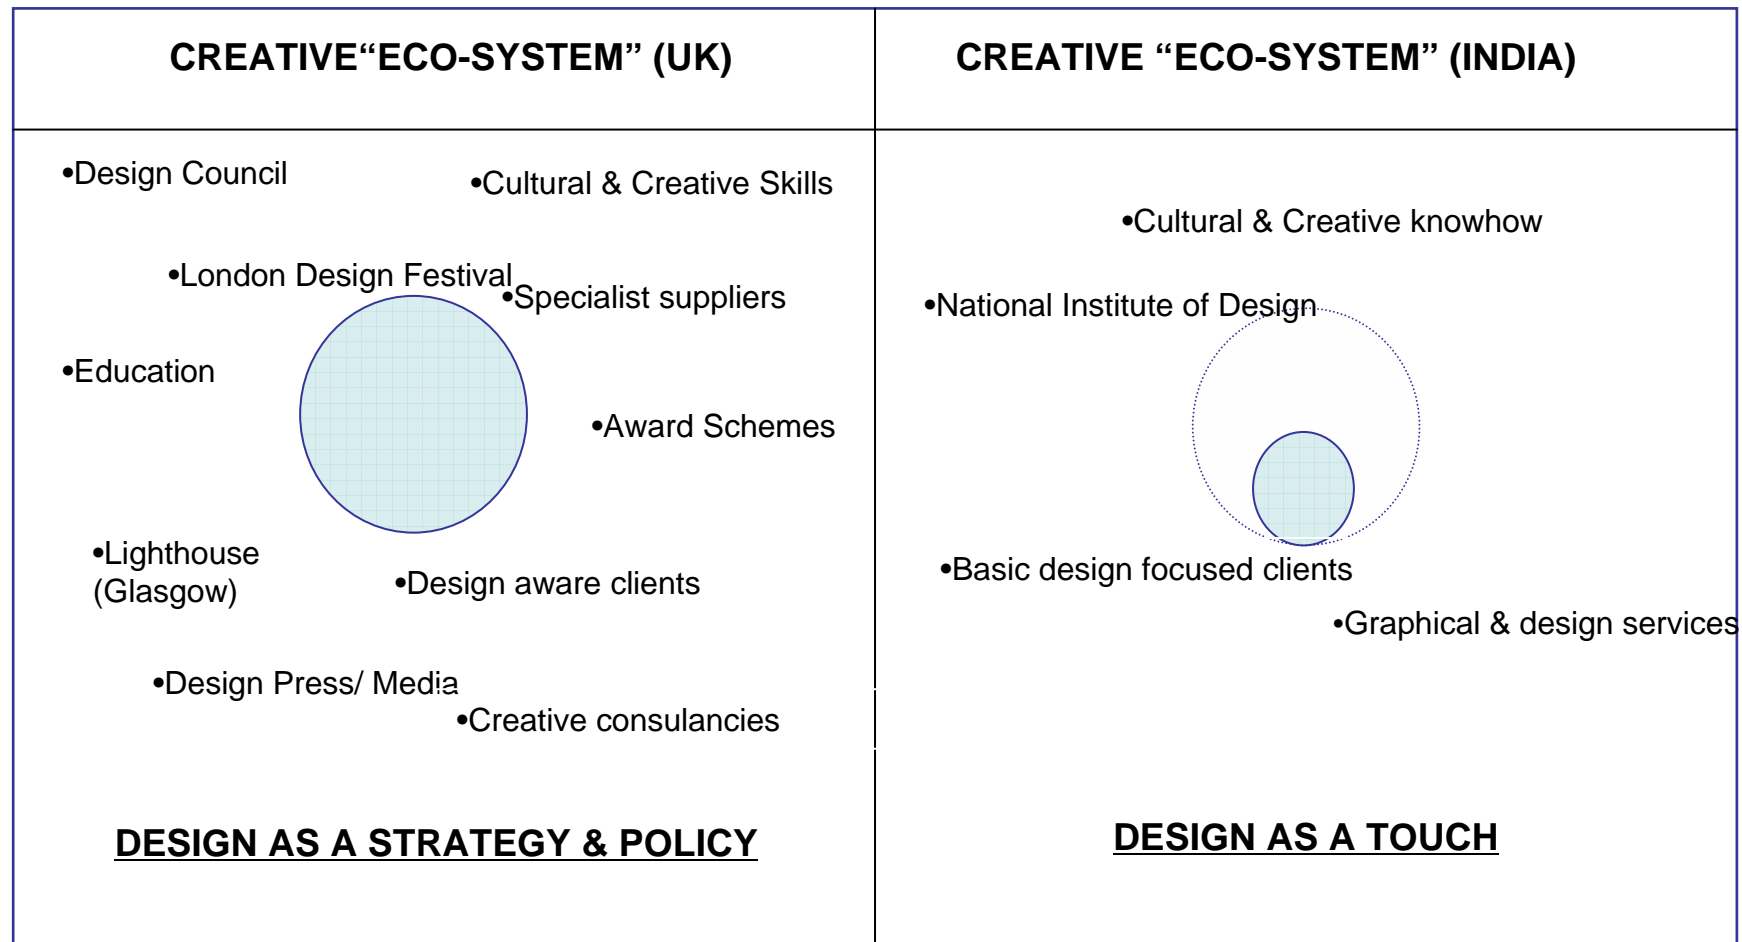 CREATIVE“ECO-SYSTEM” (UK)
•Design Council
•Cultural & Creative Skills
•London Design Festival
•Specialist suppliers
•Education
•Award Schemes
•Lighthouse
(Glasgow)
•Design aware clients
•Design Press/ Media
•Creative consulancies
DESIGN AS A STRATEGY & POLICY
CREATIVE “ECO-SYSTEM” (INDIA)
•Cultural & Creative knowhow
•National Institute of Design
•Basic design focused clients
•Graphical & design services
DESIGN AS A TOUCH